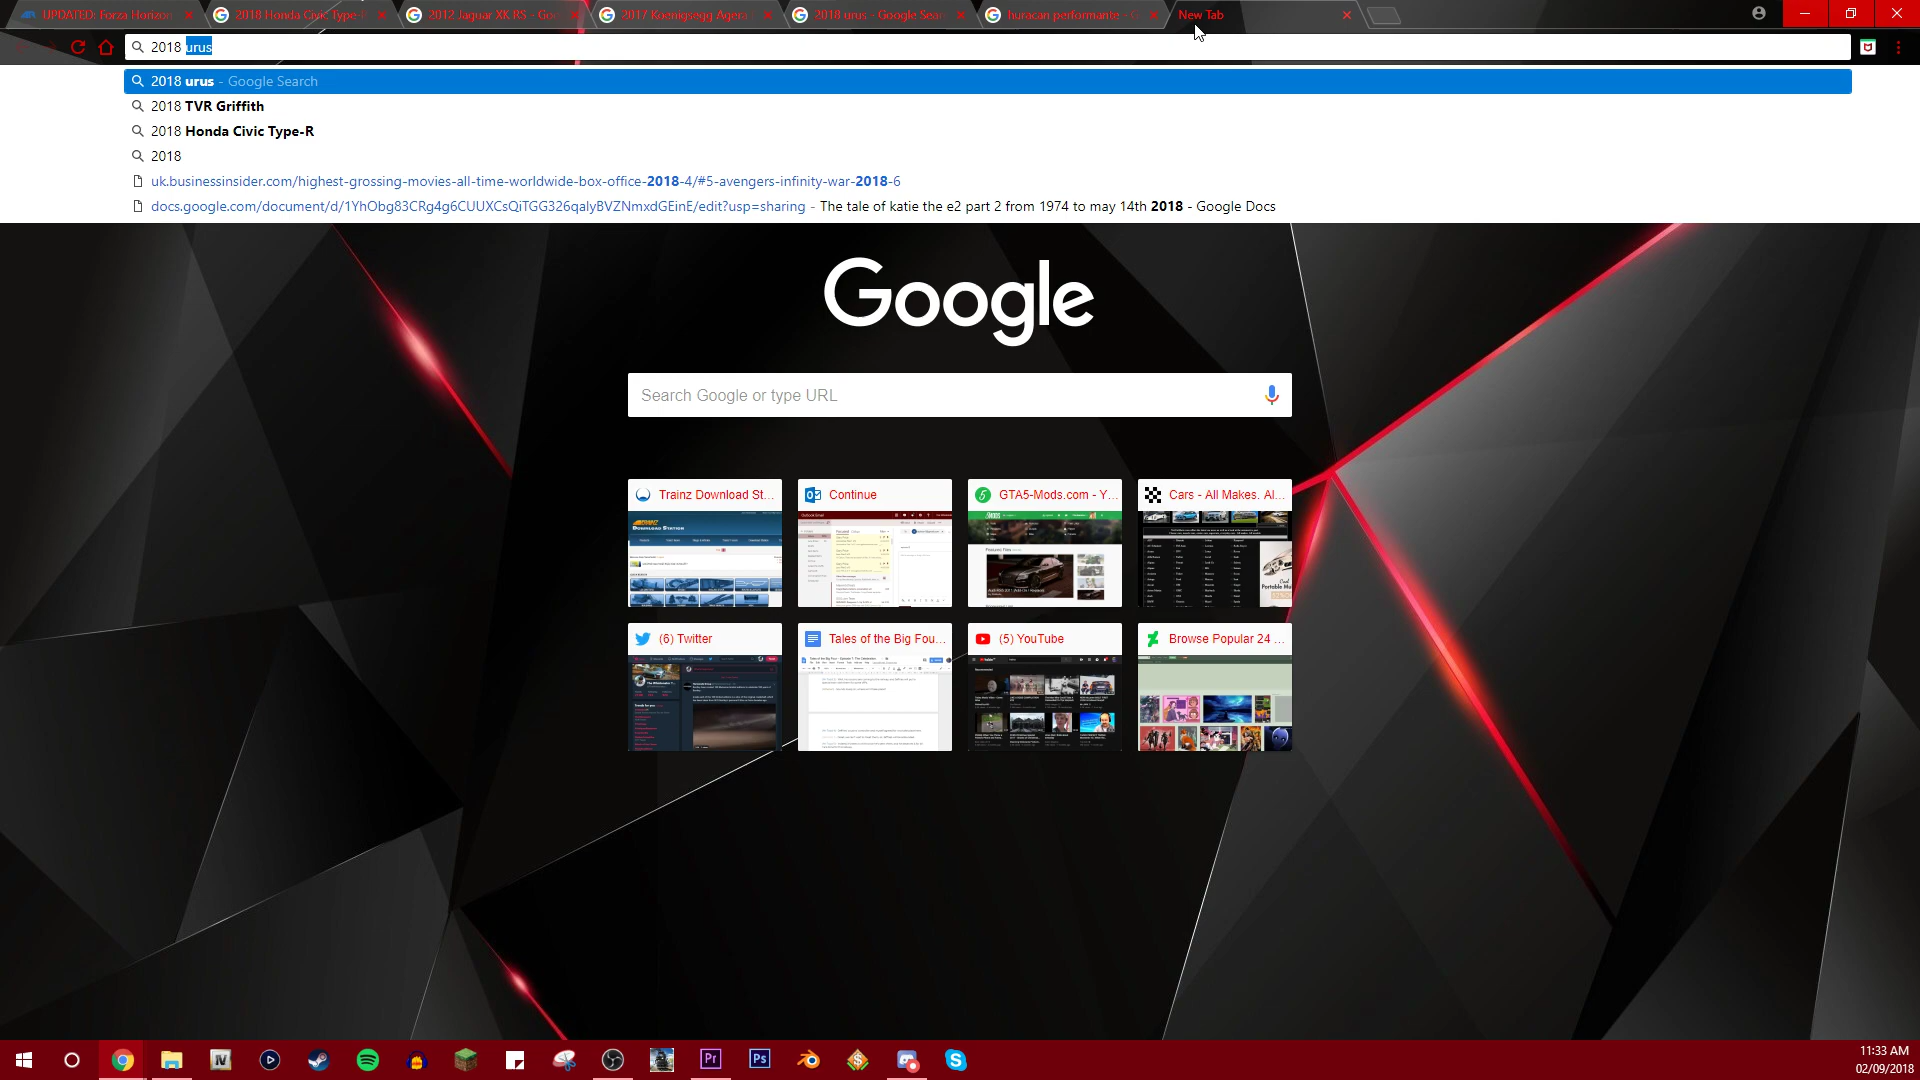 UPDATED: Forza Horizon
2018 Honda Civic Type-R
2012 Jaguar XK RS - Goo
2017 Koenigsegg Agera
2018 urus - Google Sear
huracan performante - G
New Tab
2018 urus
2018 urus - Google Search
2018 TVR Griffith
2018 Honda Civic Type-R
2018
uk.businessinsider.com/highest-grossing-movies-all-time-worldwide-box-office-2018-4/#5-avengers-infinity-war-2018-6
docs.google.com/document/d/1YhObg83CRg4g6CUUXCsQiTGG326qalyBVZNmxdGEinE/edit?usp=sharing - The tale of katie the e2 part 2 from 1974 to may 14th 2018 - Google Docs
Google
Search Google or type URL
Trainz Download St...
Continue
GTA5-Mods.com - Y...
Cars - All Makes. Al...
(6) Twitter
Tales of the Big Fou...
(5) YouTube
Browse Popular 24 ...
Pr
Ps
11:33 AM
02/09/2018